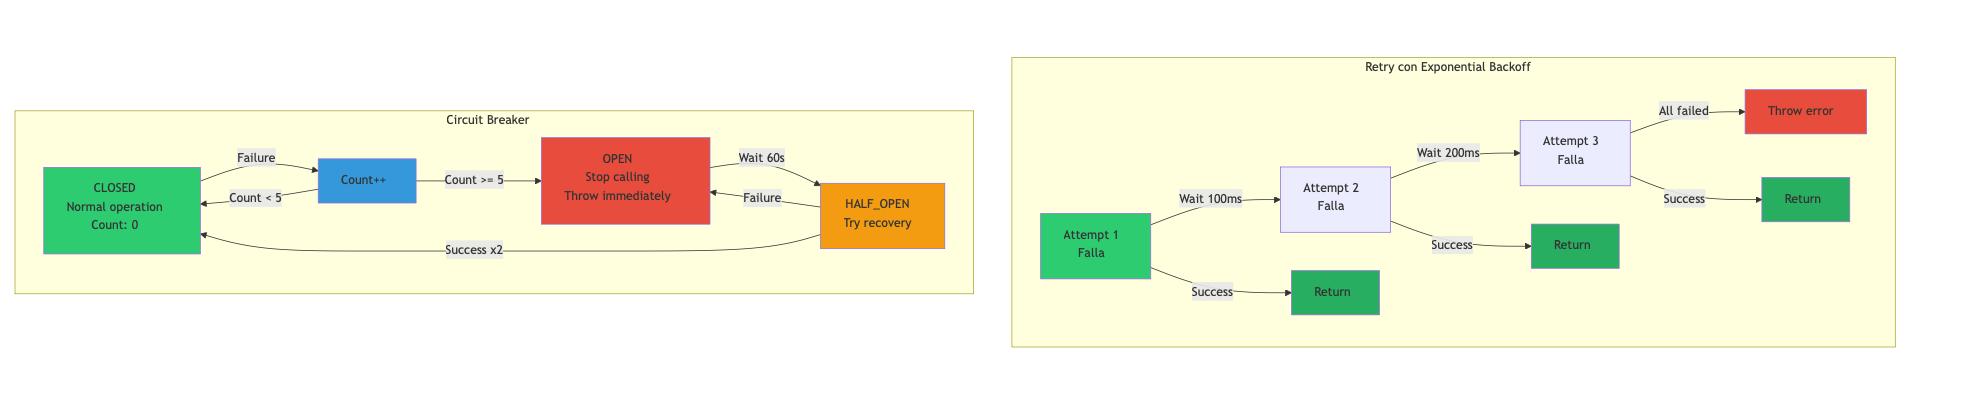 Circuit Breaker
CLOSED
Normal operation
Count: 0
Failure
Count < 5
Count++
Count >= 5
OPEN
Stop calling
Throw immediately
Wait 60s
Failure
HALF_OPEN
Try recovery
Success x2
Retry con Exponential Backoff
Attempt 1
Falla
Wait 100ms
Success
Return
Attempt 2
Falla
Wait 200ms
Success
Return
Attempt 3
Falla
All failed
Throw error
Success
Return